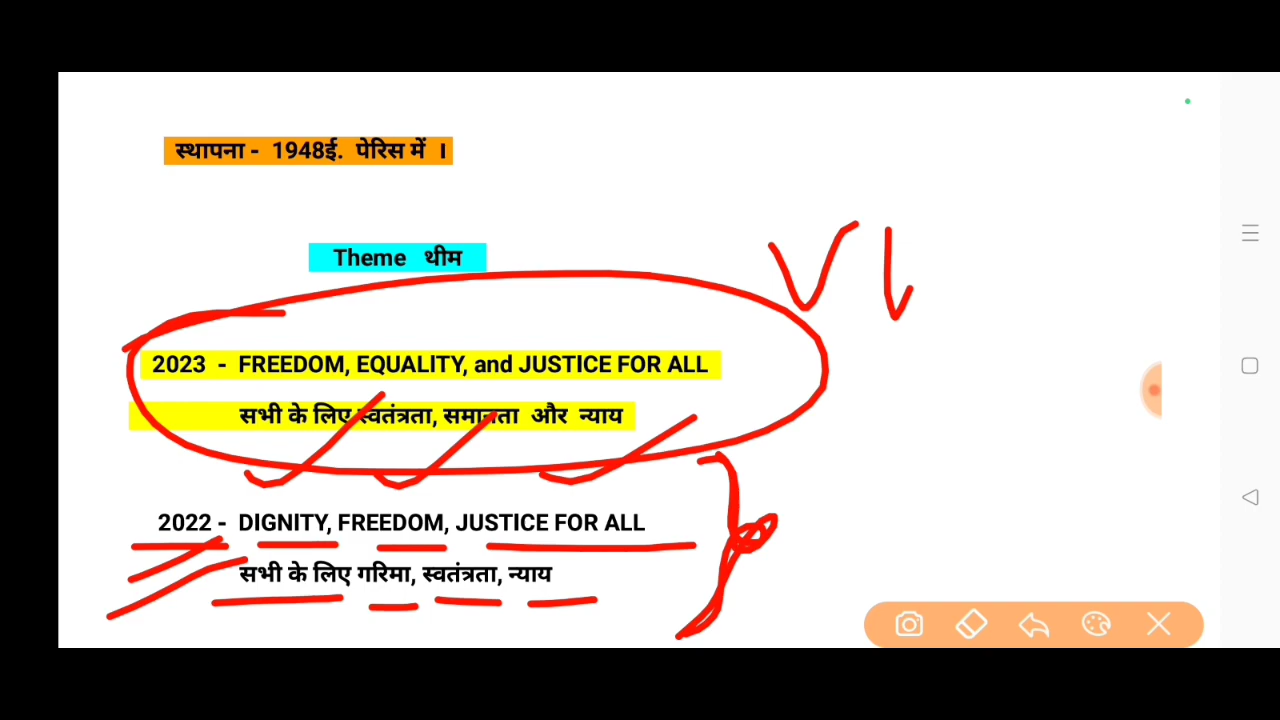 स्थापना - 1948ई. पेरिस में ।
Theme थीम
VI
2023 - FREEDOM, EQUALITY, and JUSTICE FOR ALL
सभी के लिए स्वतंत्रता, समानता और न्याय
2022 - DIGNITY, FREEDOM, JUSTICE FOR ALL
सभी के लिए गरिमा, स्वतंत्रता, न्याय